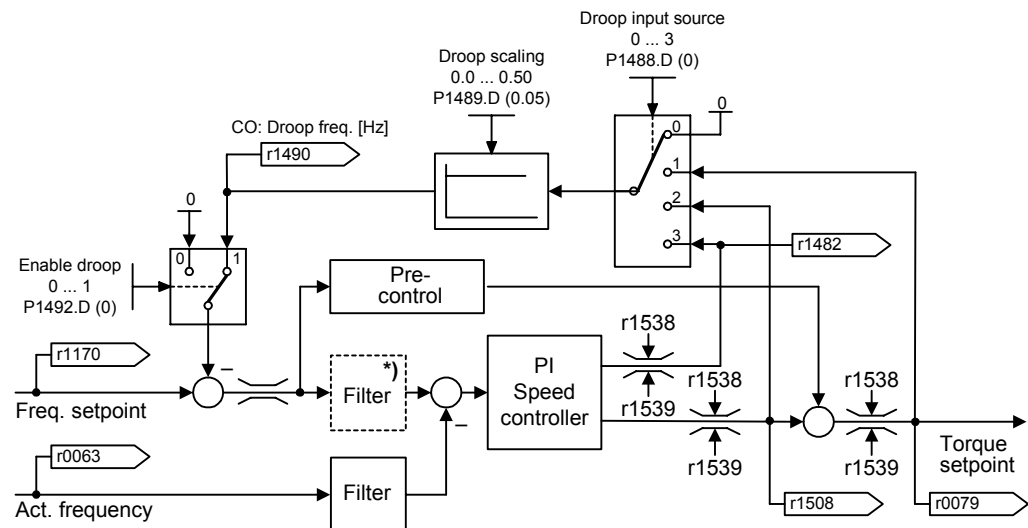 Droop input source
0 ... 3
P1488.D (0)
Droop scaling
0.0 ... 0.50
P1489.D (0.05)
0
0
1
2
3
CO: Droop freq. [Hz]
r1490
r1482
0
0
1
Enable droop
0 ... 1
P1492.D (0)
Pre-
control
r1538
r1539
r1170
–
*)
Filter
–
PI
Speed
controller
r1538
r1539
r1538
r1539
Freq. setpoint
Torque
setpoint
r0063
Filter
Act. frequency
r1508
r0079